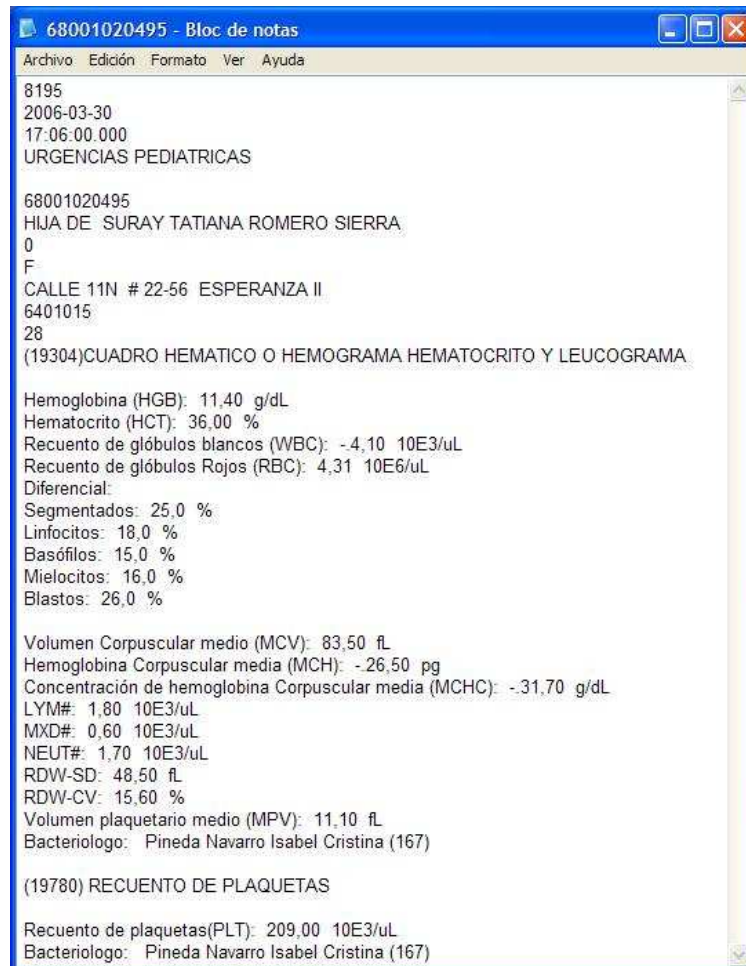 68001020495 - Bloc de notas
Archivo Edición Formato Ver Ayuda
8195
2006-03-30
17:06:00.000
URGENCIAS PEDIATRICAS
68001020495
HIJA DE SURAY TATIANA ROMERO SIERRA
0
F
CALLE 11N # 22-56 ESPERANZA II
6401015
28
(19304)CUADRO HEMATICO O HEMOGRAMA HEMATOCRITO Y LEUCOGRAMA
Hemoglobina (HGB): 11,40 g/dL
Hematocrito (HCT): 36,00 %
Recuento de glóbulos blancos (WBC): -.4,10 10E3/uL
Recuento de glóbulos Rojos (RBC): 4,31 10E6/uL
Diferencial:
Segmentados: 25,0 %
Linfocitos: 18,0 %
Basófilos: 15,0 %
Mielocitos: 16,0 %
Blastos: 26,0 %
Volumen Corpuscular medio (MCV): 83,50 fL
Hemoglobina Corpuscular media (MCH): -.26,50 pg
Concentración de hemoglobina Corpuscular media (MCHC): -.31,70 g/dL
LYM#: 1,80 10E3/uL
MXD#: 0,60 10E3/uL
NEUT#: 1,70 10E3/uL
RDW-SD: 48,50 fL
RDW-CV: 15,60 %
Volumen plaquetario medio (MPV): 11,10 fL
Bacteriologo: Pineda Navarro Isabel Cristina (167)
(19780) RECUENTO DE PLAQUETAS
Recuento de plaquetas(PLT): 209,00 10E3/uL
Bacteriologo: Pineda Navarro Isabel Cristina (167)